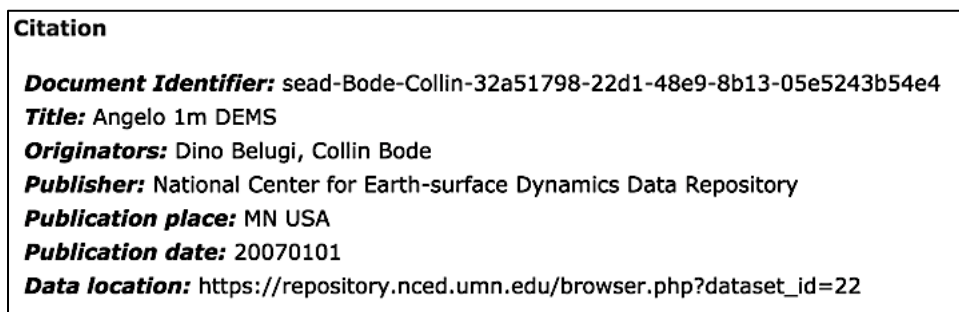 Citation
Document Identifier: sead-Bode-Collin-32a51798-22d1-48e9-8b13-05e5243b54e4
Title: Angelo 1m DEMS
Originators: Dino Belugi, Collin Bode
Publisher: National Center for Earth-surface Dynamics Data Repository
Publication place: MN USA
Publication date: 20070101
Data location: https://repository.nced.umn.edu/browser.php?dataset_id=22